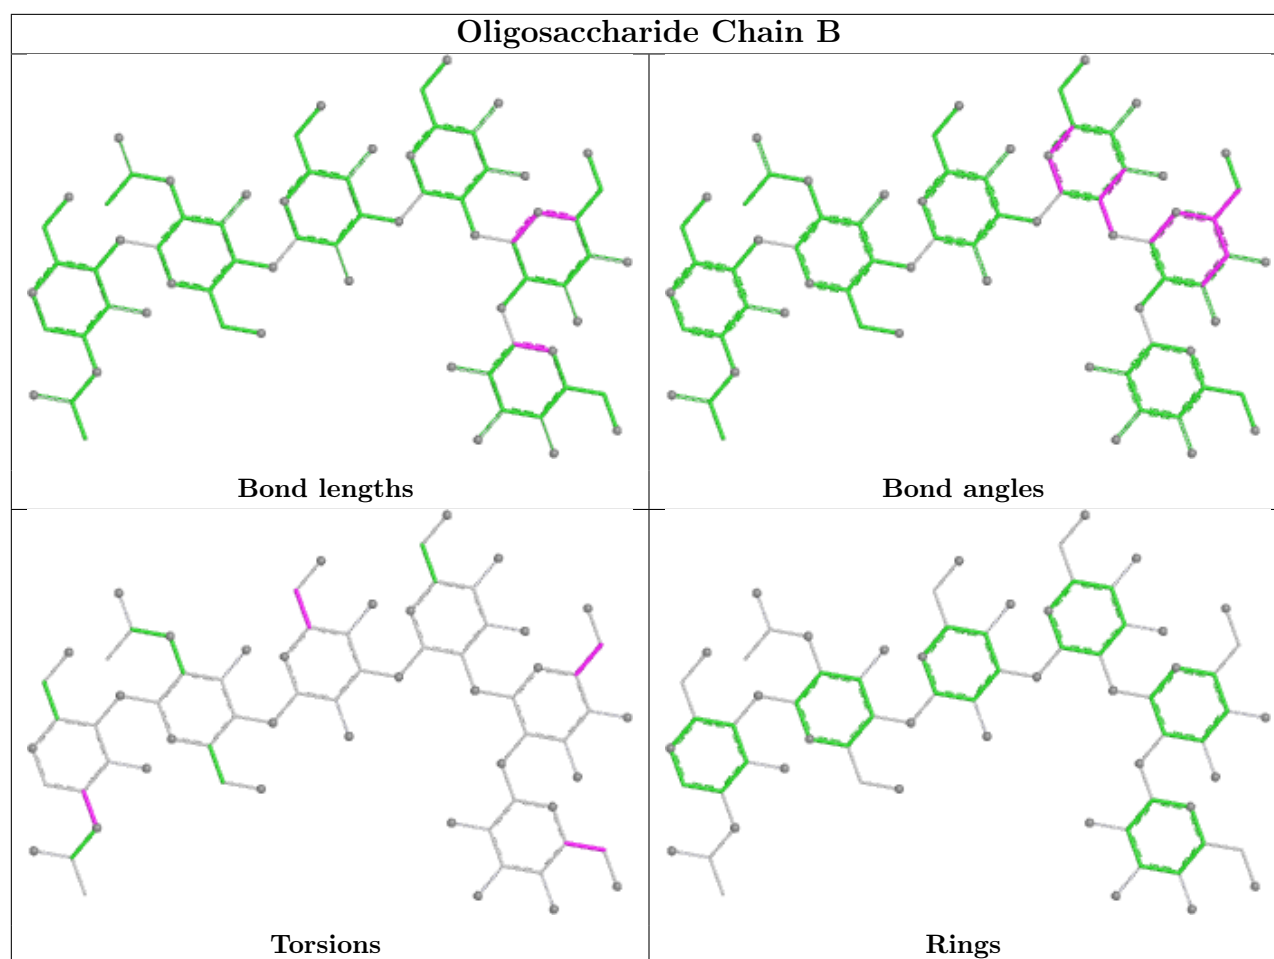 Oligosaccharide Chain B
Bond lengths
Bond angles
Torsions
Rings